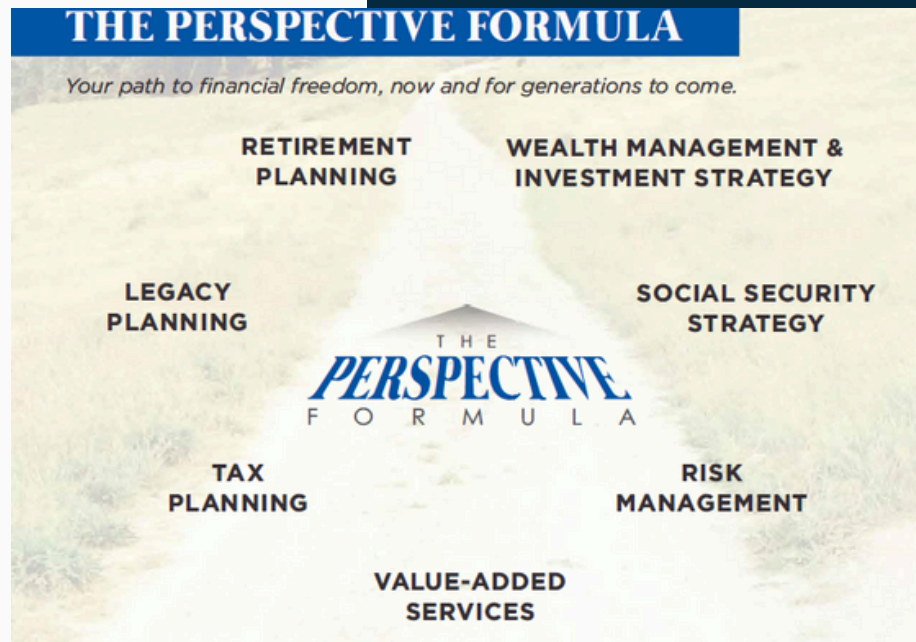 THE PERSPECTIVE FORMULA
Your path to financial freedom, now and for generations to come.
RETIREMENT
PLANNING
WEALTH MANAGEMENT &
INVESTMENT STRATEGY
LEGACY
PLANNING
SOCIAL SECURITY
STRATEGY
THE
PERSPECTIVE
FORMULA
TAX
PLANNING
RISK
MANAGEMENT
VALUE-ADDED
SERVICES